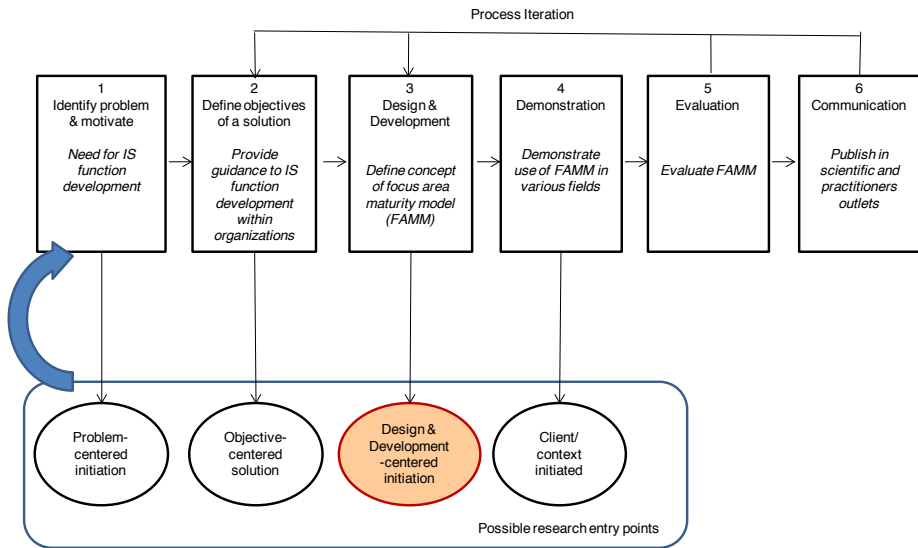 Process Iteration
1
Identify problem
& motivate
Need for IS
function
development
2
Define objectives
of a solution
Provide
guidance to IS
function
development
within
organizations
3
Design &
Development
Define concept
of focus area
maturity model
(FAMM)
4
Demonstration
Demonstrate
use of FAMM in
various fields
5
Evaluation
Evaluate FAMM
6
Communication
Publish in
scientific and
practitioners
outlets
Problem-
centered
initiation
Objective-
centered
solution
Design &
Development
-centered
initiation
Client/
context
initiated
Possible research entry points